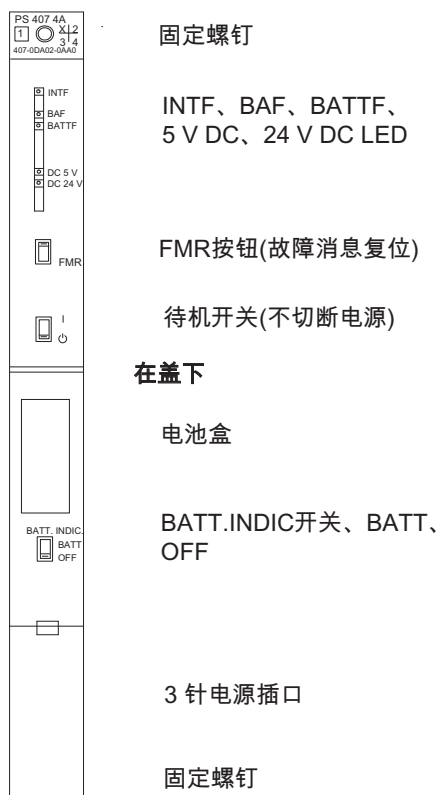 PS 407 4A
1
X 2
3 4
407-0DA02-0AA0
固定螺钉
INTF
BAF
BATTF
DC 5 V
DC 24 V
INTF、BAF、BATTF、
5 V DC、24 V DC LED
FMR
FMR按钮(故障消息复位)
I
待机开关(不切断电源)
在盖下
电池盒
BATT. INDIC.
BATT
OFF
BATT.INDIC开关、BATT、
OFF
3 针电源插口
固定螺钉